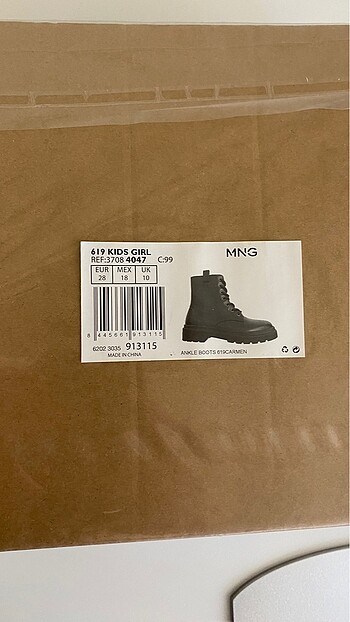 619 KIDS GIRL
MNG
REF:3708 4047 C:99
EUR MEX UK
28 18 10
8 445661 913115
6202 3035 913115
MADE IN CHINA
ANKLE BOOTS 619CARMEN